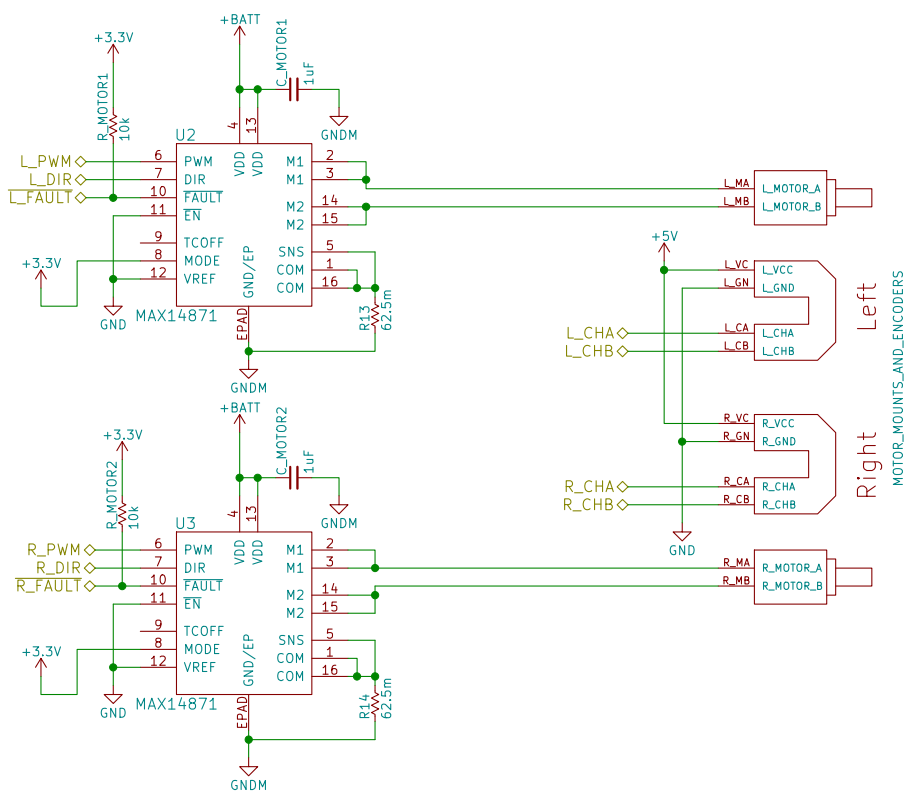 +BATT
+3.3V
C_MOTOR1
1uF
R_MOTOR1
10k
GNDM
U2
4
13
L_PWM 6 PWM VDD VDD M1 2
L_DIR 7 DIR M1 3
L_FAULT 10 FAULT M2 14
11 EN M2 15
9 TCOFF SNS 5
8 MODE COM 1
12 VREF COM 16
GND/EP
+3.3V
GND
MAX14871
EPAD
R13
62.5m
GNDM
L_MA L_MOTOR_A
L_MB L_MOTOR_B
+5V
L_VC L_VCC
L_GN L_GND
L_CHA L_CA L_CHA
L_CHB L_CB L_CHB
Left
R_VC R_VCC
R_GN R_GND
R_CHA R_CA R_CHA
R_CHB R_CB R_CHB
Right
MOTOR_MOUNTS_AND_ENCODERS
GND
R_MA R_MOTOR_A
R_MB R_MOTOR_B
+BATT
+3.3V
C_MOTOR2
1uF
R_MOTOR2
10k
GNDM
U3
4
13
R_PWM 6 PWM VDD VDD M1 2
R_DIR 7 DIR M1 3
R_FAULT 10 FAULT M2 14
11 EN M2 15
9 TCOFF SNS 5
8 MODE COM 1
12 VREF COM 16
GND/EP
+3.3V
GND
MAX14871
EPAD
R14
62.5m
GNDM